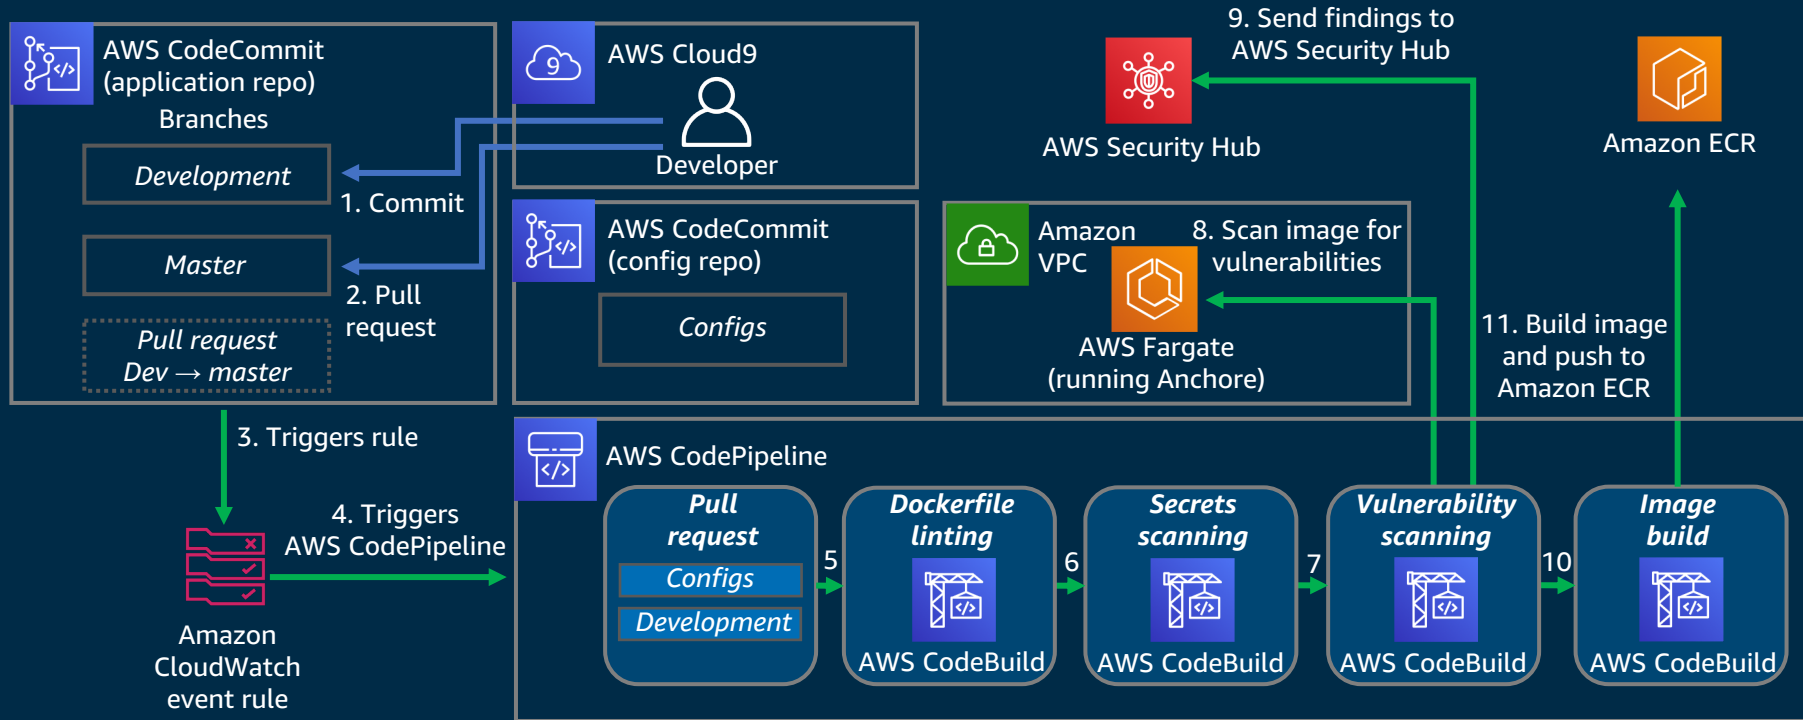 AWS CodeCommit
(application repo)
Branches
Development
Master
Pull request
Dev → master
1. Commit
2. Pull
request
9
AWS Cloud9
Developer
AWS CodeCommit
(config repo)
Configs
9. Send findings to
AWS Security Hub
AWS Security Hub
Amazon ECR
Amazon
VPC
8. Scan image for
vulnerabilities
AWS Fargate
(running Anchore)
11. Build image
and push to
Amazon ECR
3. Triggers rule
4. Triggers
AWS CodePipeline
Amazon
CloudWatch
event rule
AWS CodePipeline
Pull
request
Configs
Development
5
Dockerfile
linting
AWS CodeBuild
6
Secrets
scanning
AWS CodeBuild
7
Vulnerability
scanning
AWS CodeBuild
10
Image
build
AWS CodeBuild